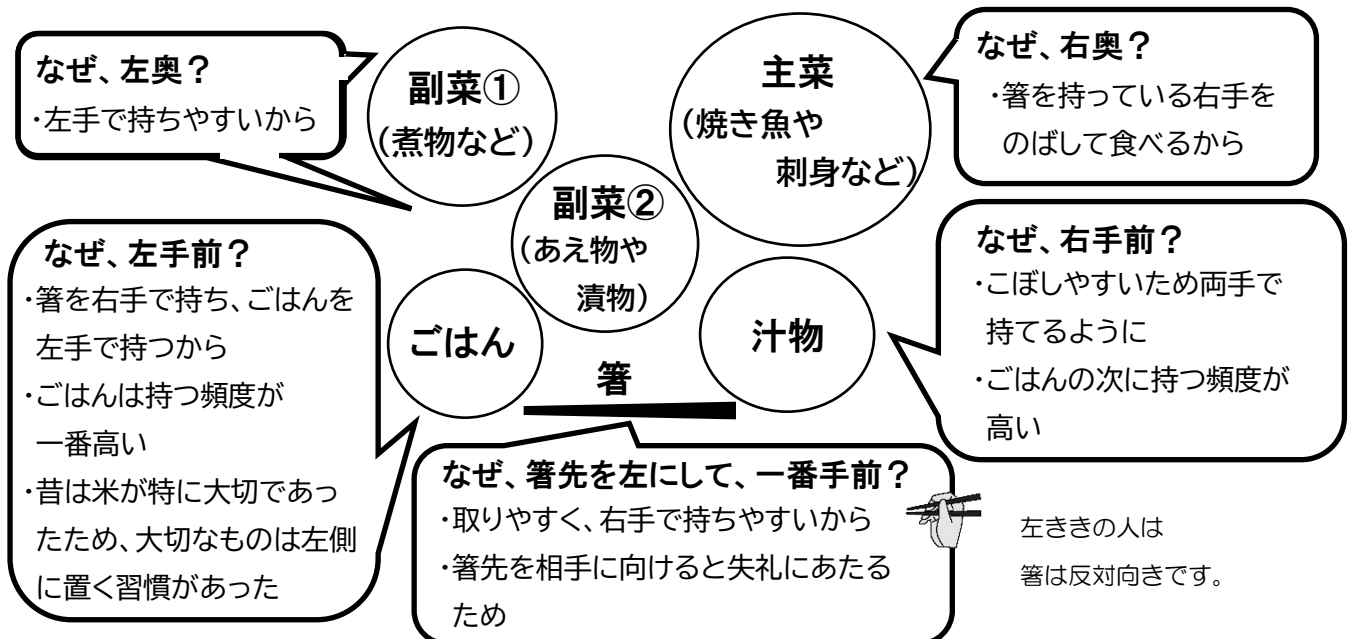 なぜ、左奥？
・左手で持ちやすいから
副菜①
(煮物など)
主菜
(焼き魚や
刺身など)
なぜ、右奥？
・箸を持っている右手を
のばして食べるから
副菜②
(あえ物や
漬物)
なぜ、左手前？
・箸を右手で持ち、ごはんを
左手で持つから
・ごはんは持つ頻度が
一番高い
・昔は米が特に大切であっ
たため、大切なものは左側
に置く習慣があった
ごはん
箸
汁物
なぜ、右手前？
・こぼしやすいため両手で
持てるように
・ごはんの次に持つ頻度が
高い
なぜ、箸先を左にして、一番手前？
・取りやすく、右手で持ちやすいから
・箸先を相手に向けると失礼にあたる
ため
左ききの人は
箸は反対向きです。